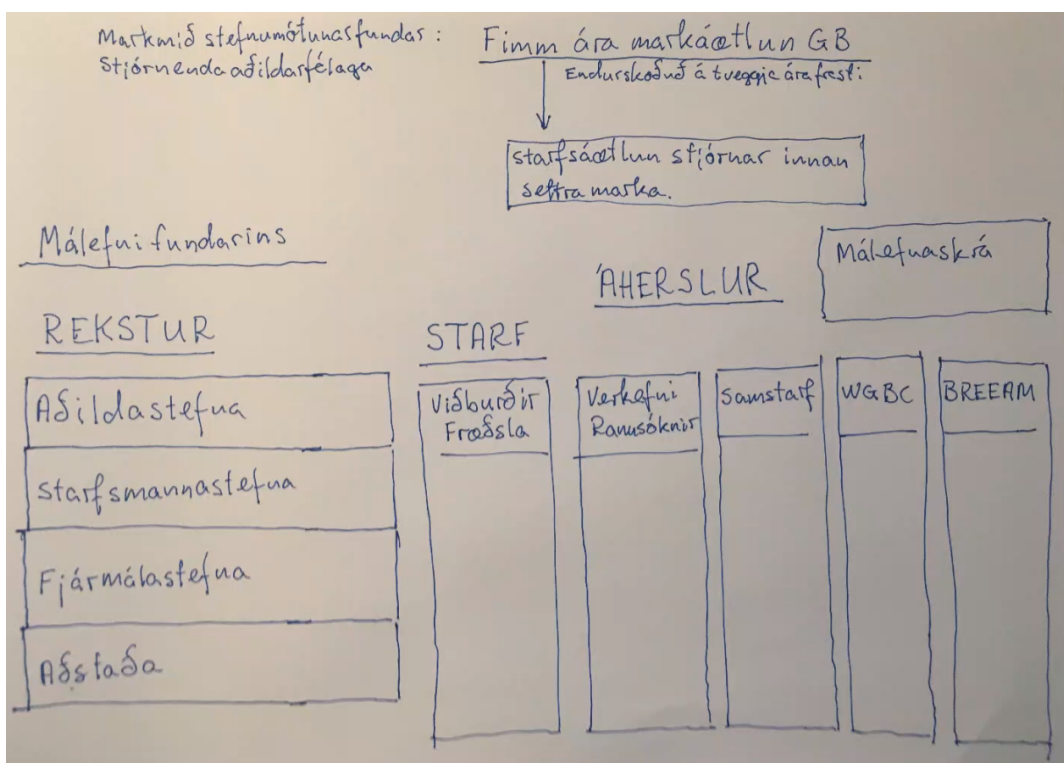 Markmið stefnumótunarfundar :
Stjórnenda aðildarfélaga
Fimm ára markáætlun GB
Endurskoðuð á tveggja ára fresti
starfsáætlun stjórnar innan
settra marka.
Málefni fundarins
Málefnaskrá
ÁHERSLUR
REKSTUR
STARF
Aðildastefna
Starfsmannastefna
Fjármálastefna
Aðstaða
Viðburðir
Fræðsla
Verkefni
Rannsóknir
Samstarf
WGBC
BREEAM